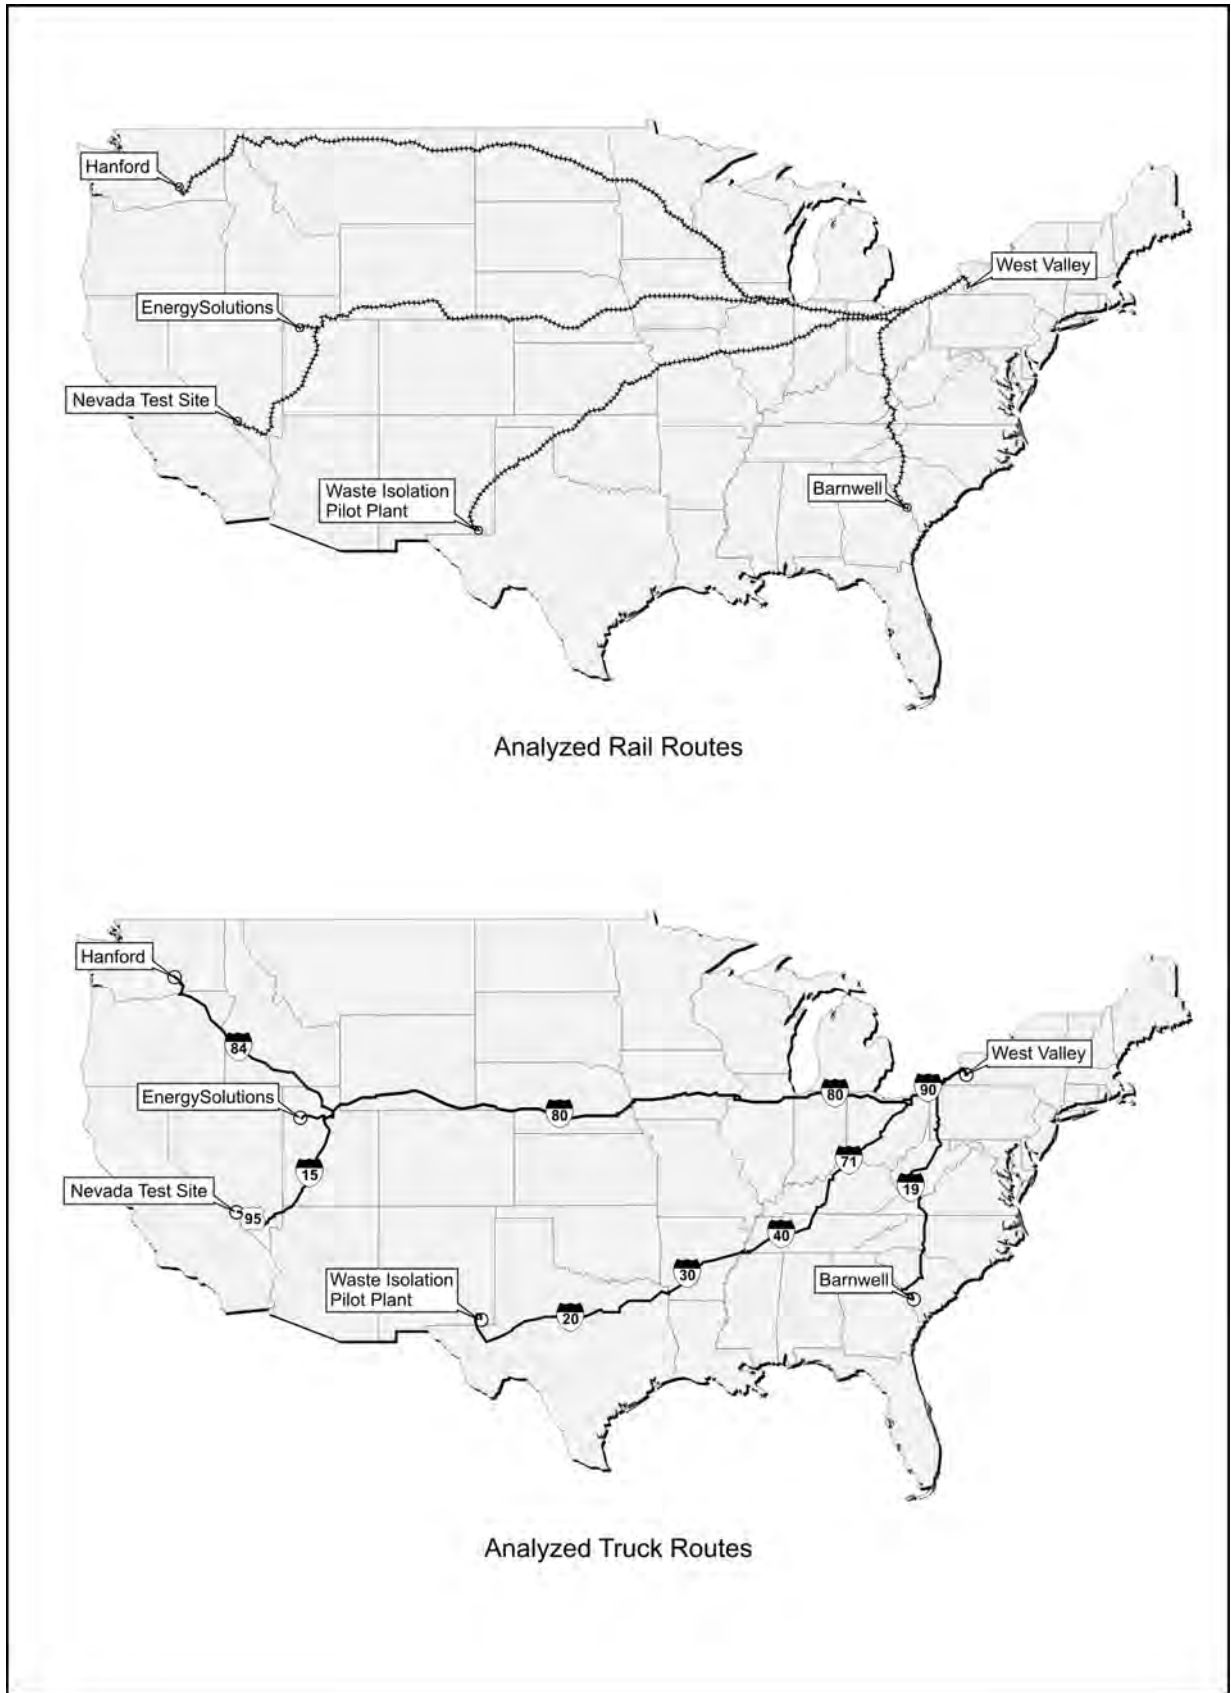 Hanford
West Valley
EnergySolutions
Nevada Test Site
Waste Isolation
Pilot Plant
Barnwell
Analyzed Rail Routes
Hanford
84
West Valley
EnergySolutions
80
80
90
15
71
Nevada Test Site
95
19
40
Waste Isolation
Pilot Plant
30
Barnwell
20
Analyzed Truck Routes